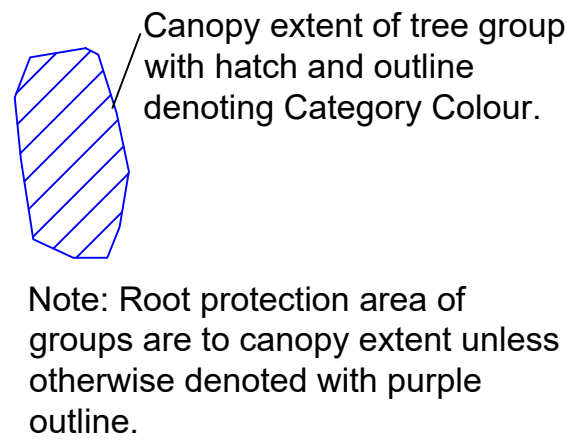 Canopy extent of tree group
with hatch and outline
denoting Category Colour.
Note: Root protection area of
groups are to canopy extent unless
otherwise denoted with purple
outline.